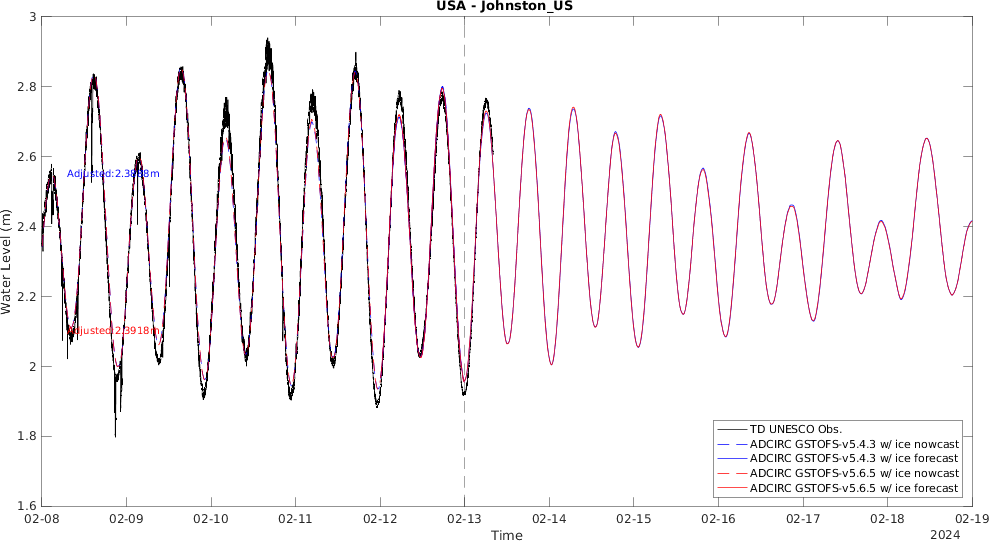 USA - Johnston_US
3
2.8
2.6
2.4
2.2
2
1.8
1.6
Water Level (m)
Adjusted:2.3988m
Adjusted:2.3918m
TD UNESCO Obs.
ADCIRC GSTOFS-v5.4.3 w/ ice nowcast
ADCIRC GSTOFS-v5.4.3 w/ ice forecast
ADCIRC GSTOFS-v5.6.5 w/ ice nowcast
ADCIRC GSTOFS-v5.6.5 w/ ice forecast
02-08 02-09 02-10 02-11 02-12 02-13 02-14 02-15 02-16 02-17 02-18 02-19
Time
2024